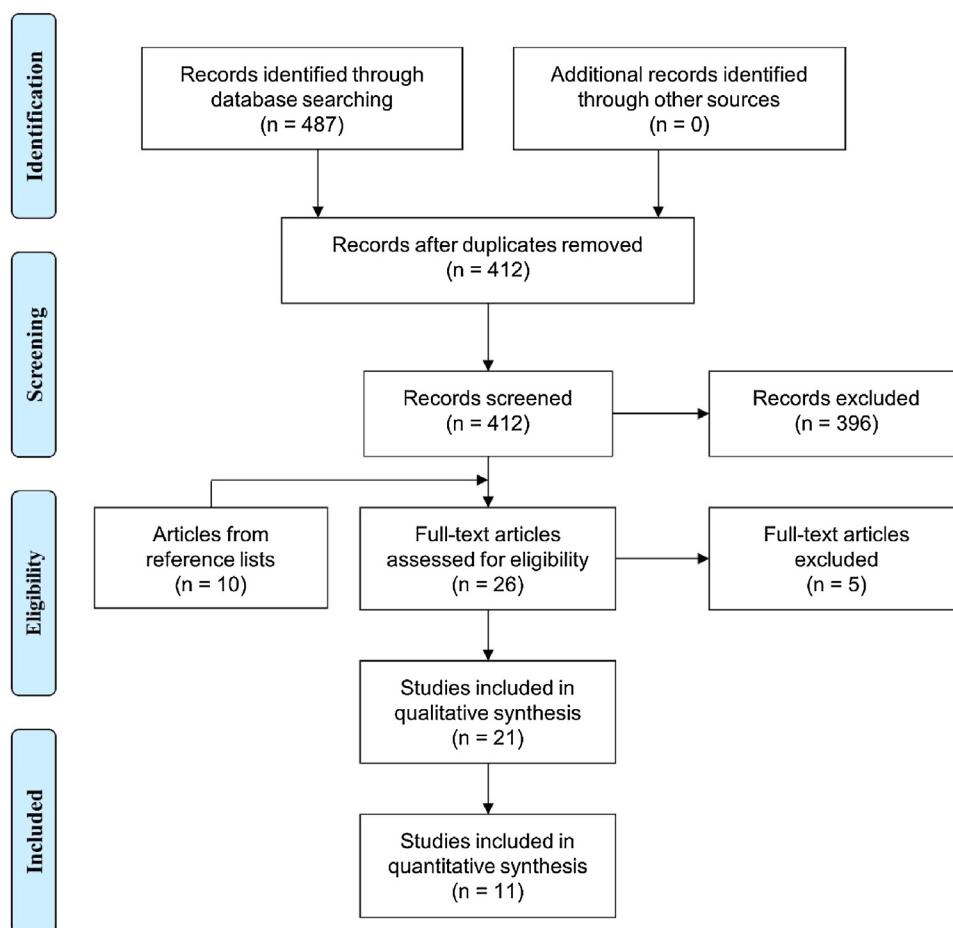 Identification
Records identified through
database searching
(n = 487)
Additional records identified
through other sources
(n = 0)
Records after duplicates removed
(n = 412)
Screening
Records screened
(n = 412)
Records excluded
(n = 396)
Eligibility
Articles from
reference lists
(n = 10)
Full-text articles
assessed for eligibility
(n = 26)
Full-text articles
excluded
(n = 5)
Studies included in
qualitative synthesis
(n = 21)
Included
Studies included in
quantitative synthesis
(n = 11)